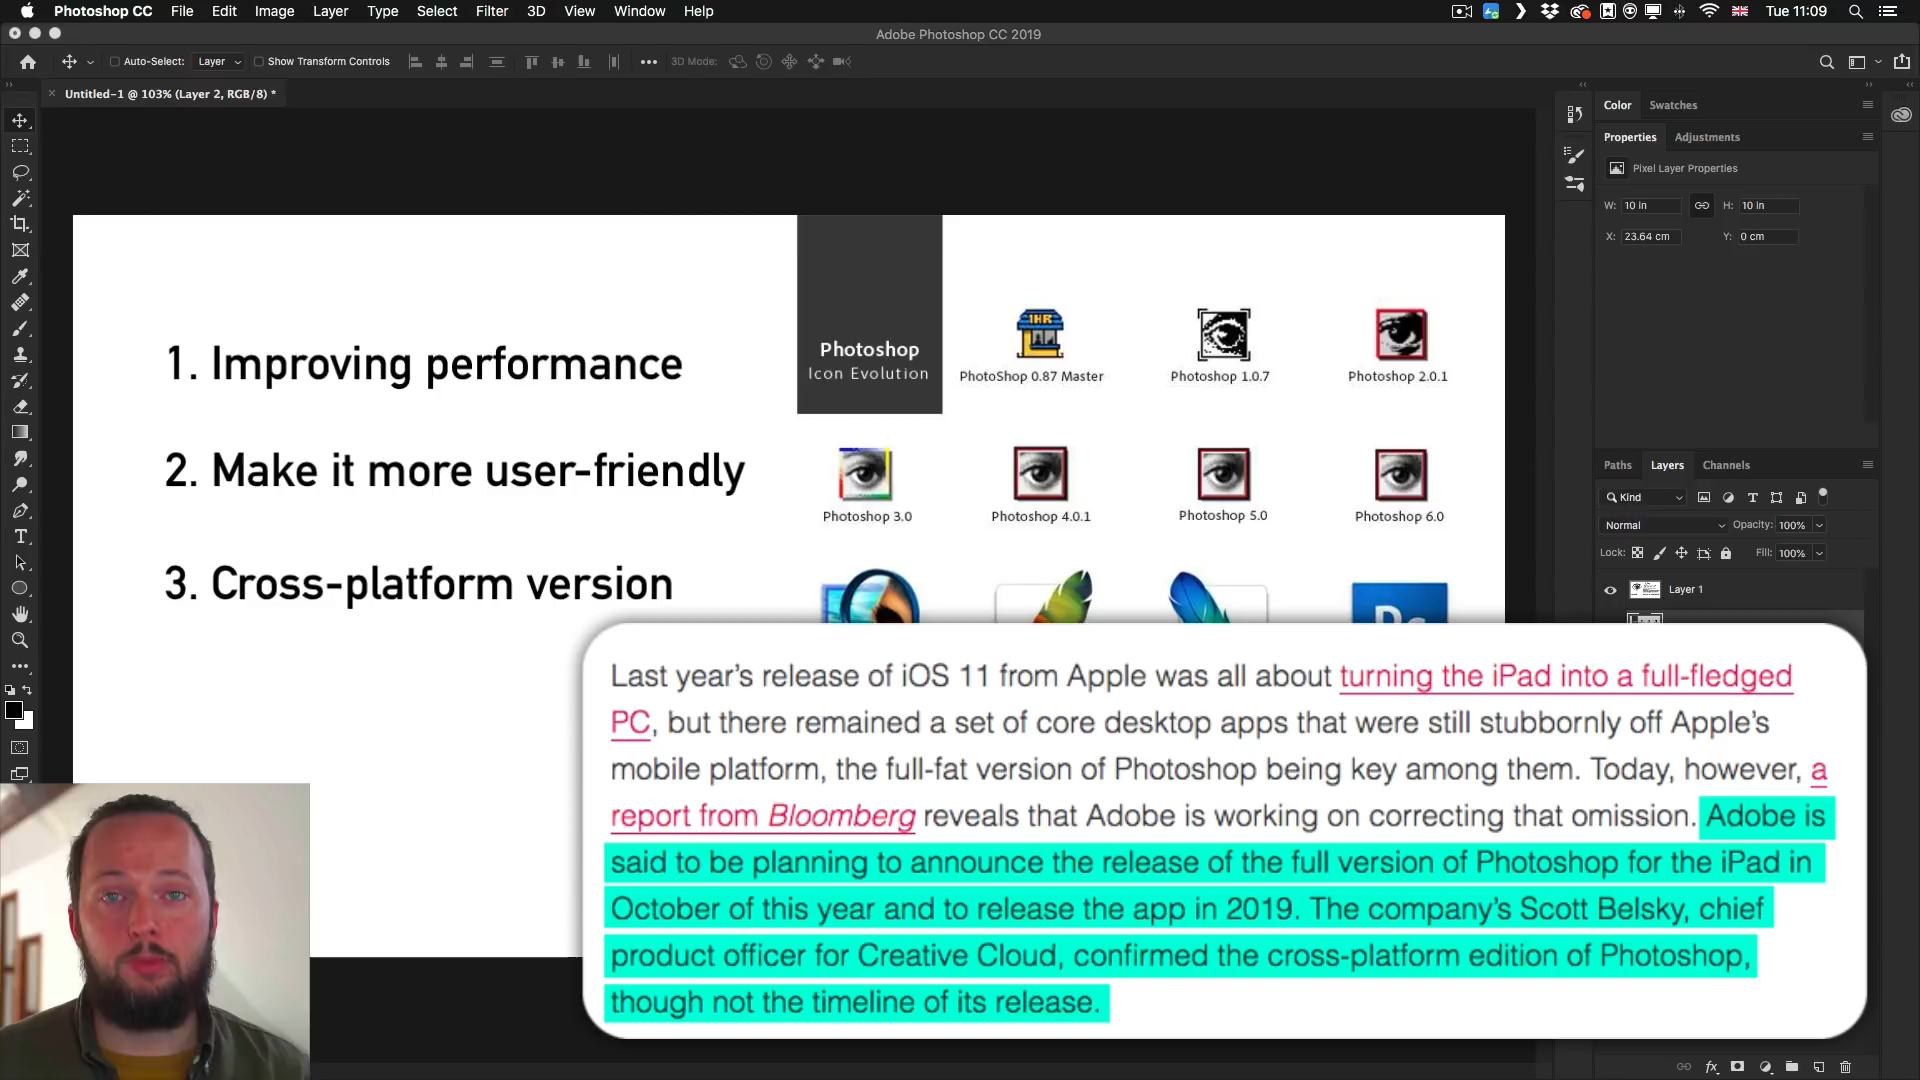 Photoshop CC File Edit Image Layer Type Select Filter 3D View Window Help Tue 11:09
Adobe Photoshop CC 2019
Auto-Select: Layer Show Transform Controls 3D Mode:
Untitled-1 @ 103% (Layer 2, RGB/8) *
Color Swatches
Properties Adjustments
Pixel Layer Properties
W: 10 in H: 10 in
X: 23.64 cm Y: 0 cm
1. Improving performance
2. Make it more user-friendly
3. Cross-platform version
Photoshop
Icon Evolution
1HR
PhotoShop 0.87 Master Photoshop 1.0.7 Photoshop 2.0.1
Photoshop 3.0 Photoshop 4.0.1 Photoshop 5.0 Photoshop 6.0
Ps
Paths Layers Channels
Kind
Normal Opacity: 100%
Lock: Fill: 100%
Layer 1
Last year’s release of iOS 11 from Apple was all about turning the iPad into a full-fledged
PC, but there remained a set of core desktop apps that were still stubbornly off Apple’s
mobile platform, the full-fat version of Photoshop being key among them. Today, however, a
report from Bloomberg reveals that Adobe is working on correcting that omission. Adobe is
said to be planning to announce the release of the full version of Photoshop for the iPad in
October of this year and to release the app in 2019. The company’s Scott Belsky, chief
product officer for Creative Cloud, confirmed the cross-platform edition of Photoshop,
though not the timeline of its release.
fx